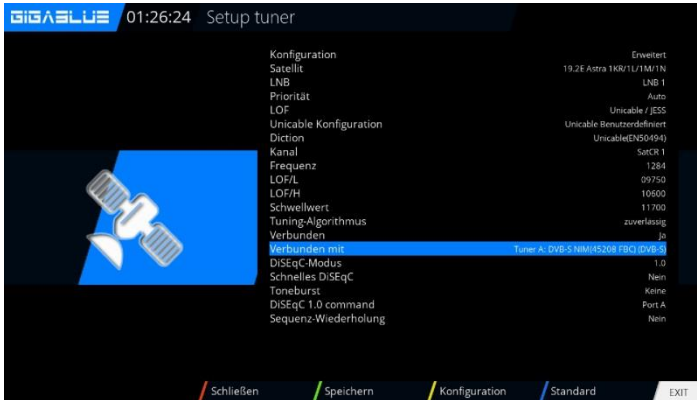 GIGABLUE 01:26:24 Setup tuner
Konfiguration Erweitert
Satellit 19.2E Astra 1KR/1L/1M/1N
LNB LNB 1
Priorität Auto
LOF Unicable / JESS
Unicable Konfiguration Unicable Benutzerdefiniert
Diction Unicable(EN50494)
Kanal SatCR 1
Frequenz 1284
LOF/L 09750
LOF/H 10600
Schwellwert 11700
Tuning-Algorithmus zuverlässig
Verbunden Ja
Verbunden mit Tuner A: DVB-S NIM(45208 FBC) (DVB-S)
DiSEqC-Modus 1.0
Schnelles DiSEqC Nein
Toneburst Keine
DiSEqC 1.0 command Port A
Sequenz-Wiederholung Nein
Schließen Speichern Konfiguration Standard EXIT